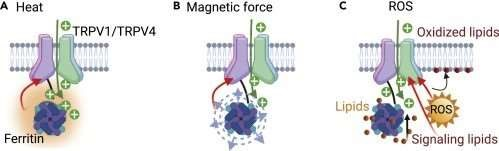 A Heat
TRPV1/TRPV4
Ferritin
B Magnetic force
C ROS
Oxidized lipids
Lipids
ROS
Signaling lipids